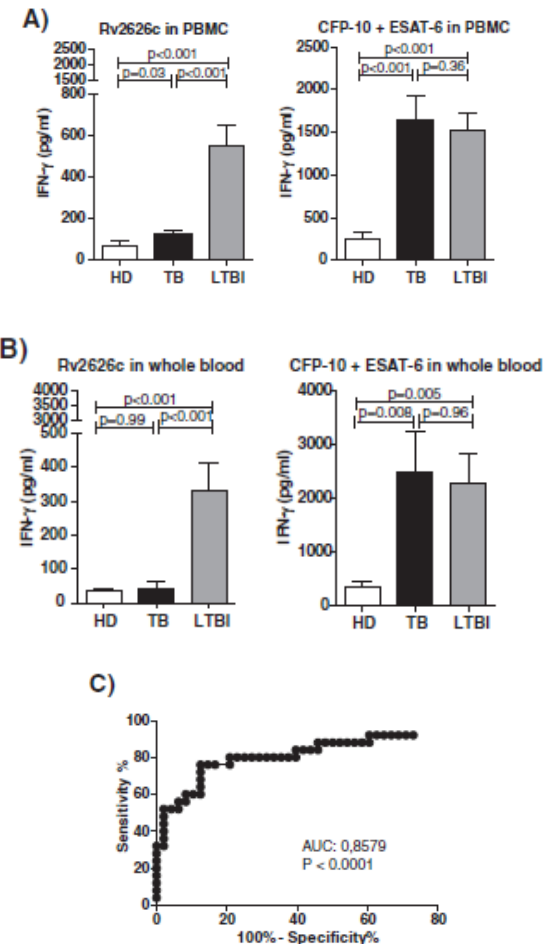 A)
Rv2626c in PBMC
2500
2000
1500
800
600
400
200
0
IFN-γ (pg/ml)
p<0.001
p=0.03
p<0.001
HD TB LTBI
CFP-10 + ESAT-6 in PBMC
2500
2000
1500
1000
500
0
IFN-γ (pg/ml)
p<0.001
p<0.001
p=0.36
HD TB LTBI
B)
Rv2626c in whole blood
4000
3500
3000
500
400
300
200
100
0
IFN-γ (pg/ml)
p<0.001
p=0.99
p<0.001
HD TB LTBI
CFP-10 + ESAT-6 in whole blood
4000
3000
2000
1000
0
IFN-γ (pg/ml)
p=0.005
p=0.008
p=0.96
HD TB LTBI
C)
100
80
60
40
20
0
Sensitivity %
AUC: 0,8579
P < 0.0001
0 20 40 60 80
100%- Specificity%